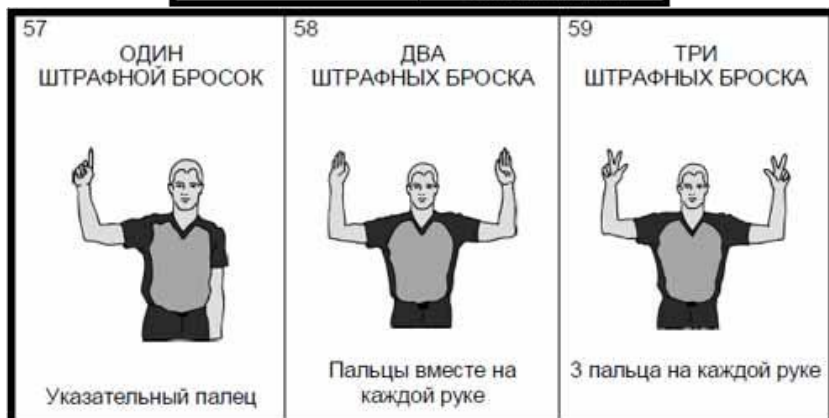 57
ОДИН
ШТРАФНОЙ БРОСОК
Указательный палец
58
ДВА
ШТРАФНЫХ БРОСКА
Пальцы вместе на
каждой руке
59
ТРИ
ШТРАФНЫХ БРОСКА
3 пальца на каждой руке